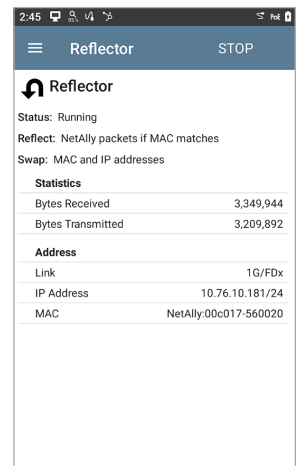 2:45 95% PoE
Reflector STOP
Reflector
Status: Running
Reflect: NetAlly packets if MAC matches
Swap: MAC and IP addresses
Statistics
Bytes Received 3,349,944
Bytes Transmitted 3,209,892
Address
Link 1G/FDx
IP Address 10.76.10.181/24
MAC NetAlly:00c017-560020